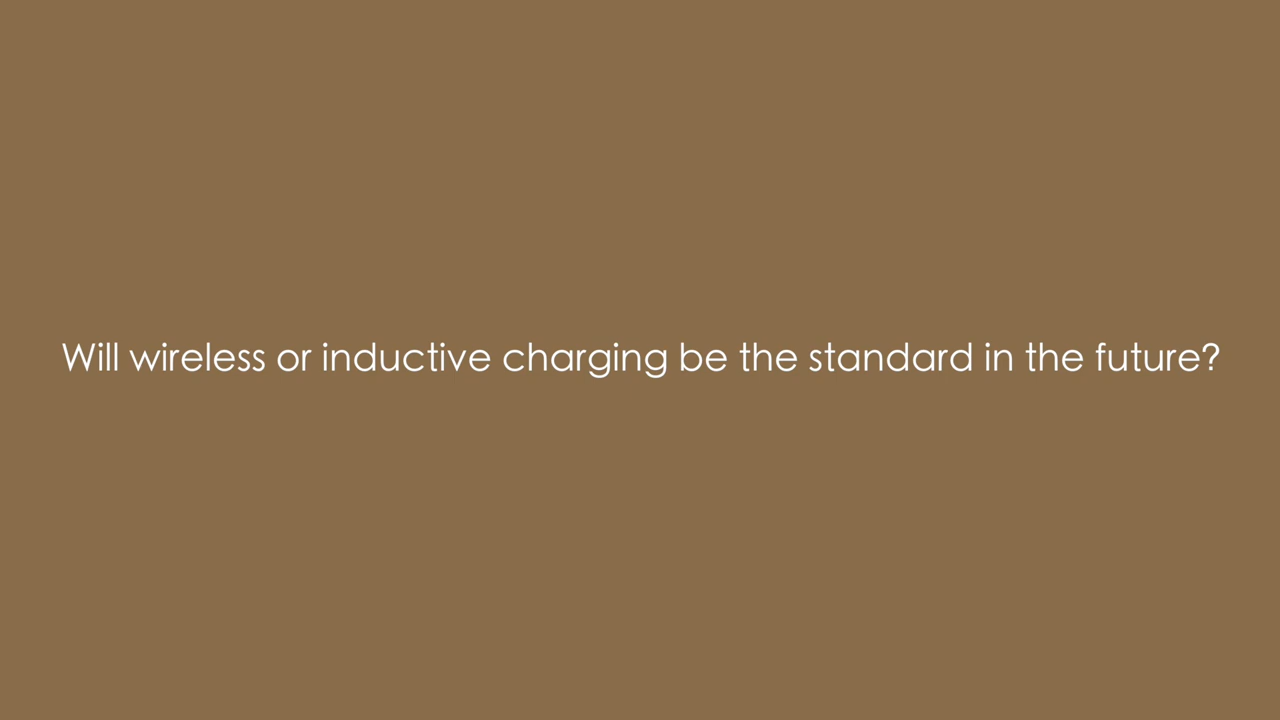 Will wireless or inductive charging be the standard in the future?